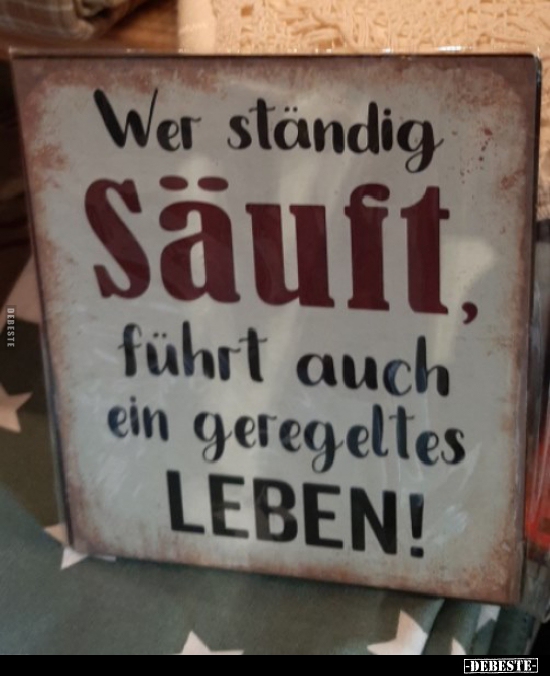 Wer ständig
säuft,
führt auch
ein geregeltes
LEBEN!
DEBESTE
-DEBESTE-